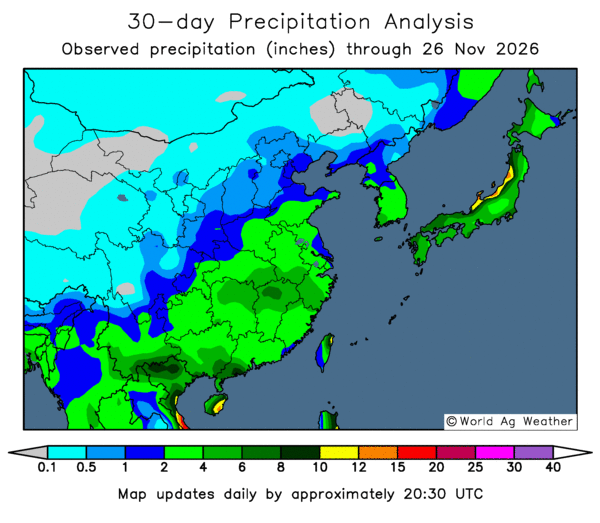 30-day Precipitation Analysis
Observed precipitation (inches) through 26 Nov 2026
© World Ag Weather
0.1 0.5 1 2 4 6 8 10 12 15 20 25 30 40
Map updates daily by approximately 20:30 UTC